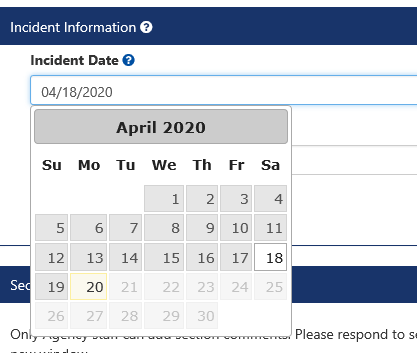 Incident Information ?
Incident Date ?
04/18/2020
April 2020
Su Mo Tu We Th Fr Sa
1 2 3 4
5 6 7 8 9 10 11
12 13 14 15 16 17 18
19 20 21 22 23 24 25
26 27 28 29 30
Sec
Only Agency staff can add section comments. Please respond to se
new window